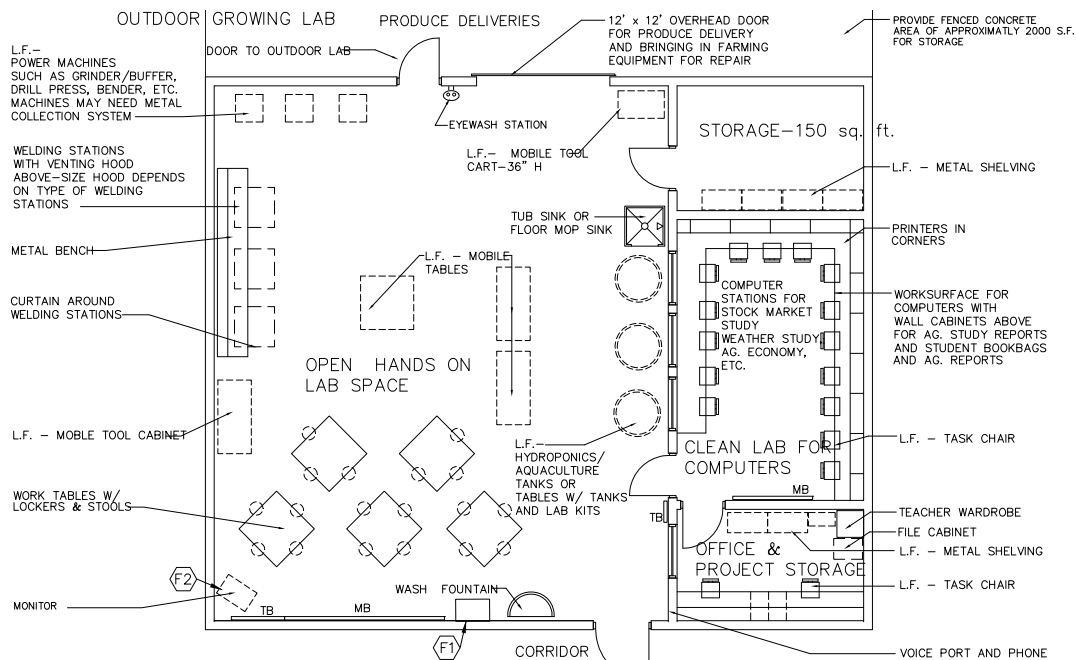 OUTDOOR GROWING LAB
PRODUCE DELIVERIES
12' x 12' OVERHEAD DOOR
FOR PRODUCE DELIVERY
AND BRINGING IN FARMING
EQUIPMENT FOR REPAIR
PROVIDE FENCED CONCRETE
AREA OF APPROXIMATLY 2000 S.F.
FOR STORAGE
DOOR TO OUTDOOR LAB
L.F.–
POWER MACHINES
SUCH AS GRINDER/BUFFER,
DRILL PRESS, BENDER, ETC.
MACHINES MAY NEED METAL
COLLECTION SYSTEM
EYEWASH STATION
STORAGE–150 sq. ft.
L.F.– MOBILE TOOL
CART–36" H
WELDING STATIONS
WITH VENTING HOOD
ABOVE–SIZE HOOD DEPENDS
ON TYPE OF WELDING
STATIONS
L.F. – METAL SHELVING
TUB SINK OR
FLOOR MOP SINK
PRINTERS IN
CORNERS
METAL BENCH
L.F. – MOBILE
TABLES
CURTAIN AROUND
WELDING STATIONS
COMPUTER
STATIONS FOR
STOCK MARKET
STUDY
WEATHER STUDY,
AG. ECONOMY,
ETC.
WORKSURFACE FOR
COMPUTERS WITH
WALL CABINETS ABOVE
FOR AG. STUDY REPORTS
AND STUDENT BOOKBAGS
AND AG. REPORTS
OPEN HANDS ON
LAB SPACE
L.F. – MOBLE TOOL CABINET
L.F.–
HYDROPONICS/
AQUACULTURE
TANKS OR
TABLES W/ TANKS
AND LAB KITS
CLEAN LAB FOR
COMPUTERS
L.F. – TASK CHAIR
MB
WORK TABLES W/
LOCKERS & STOOLS
TB
TEACHER WARDROBE
FILE CABINET
OFFICE &
PROJECT STORAGE
L.F. – METAL SHELVING
F2
MONITOR
WASH FOUNTAIN
L.F. – TASK CHAIR
TB
MB
F1
CORRIDOR
VOICE PORT AND PHONE